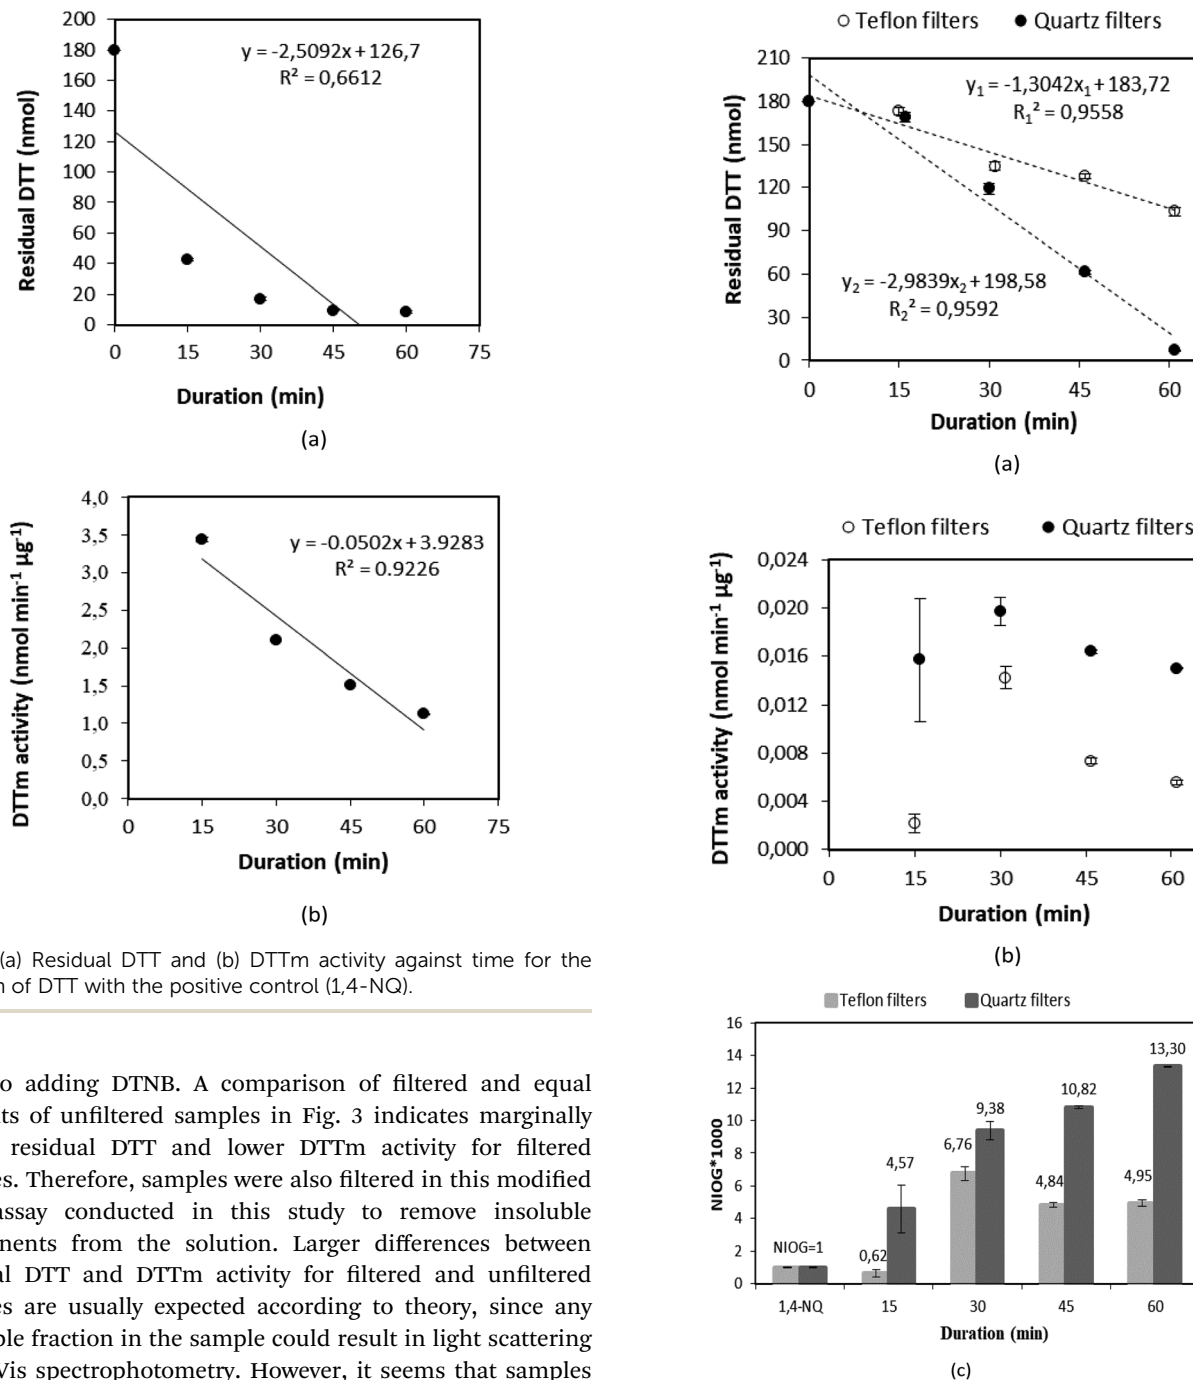 200
180
160
140
120
100
80
60
40
20
0
Residual DTT (nmol)
y = -2,5092x + 126,7
R² = 0,6612
0 15 30 45 60 75
Duration (min)
(a)
4,0
3,5
3,0
2,5
2,0
1,5
1,0
0,5
0,0
DTTm activity (nmol min⁻¹ µg⁻¹)
y = -0.0502x + 3.9283
R² = 0.9226
0 15 30 45 60 75
Duration (min)
(b)
(a) Residual DTT and (b) DTTm activity against time for the
of DTT with the positive control (1,4-NQ).
adding DTNB. A comparison of filtered and equal
of unfiltered samples in Fig. 3 indicates marginally
residual DTT and lower DTTm activity for filtered
Therefore, samples were also filtered in this modified
assay conducted in this study to remove insoluble
from the solution. Larger differences between
DTT and DTTm activity for filtered and unfiltered
are usually expected according to theory, since any
fraction in the sample could result in light scattering
Vis spectrophotometry. However, it seems that samples
Teflon filters Quartz filters
210
180
150
120
90
60
30
0
Residual DTT (nmol)
y₁ = -1,3042x₁ + 183,72
R₁² = 0,9558
y₂ = -2,9839x₂ + 198,58
R₂² = 0,9592
0 15 30 45 60
Duration (min)
(a)
Teflon filters Quartz filters
0,024
0,020
0,016
0,012
0,008
0,004
0,000
DTTm activity (nmol min⁻¹ µg⁻¹)
0 15 30 45 60
Duration (min)
(b)
Teflon filters Quartz filters
16
14
12
10
8
6
4
2
0
NIOG*1000
NIOG=1
0,62
4,57
6,76
9,38
4,84
10,82
4,95
13,30
1,4-NQ 15 30 45 60
Duration (min)
(c)